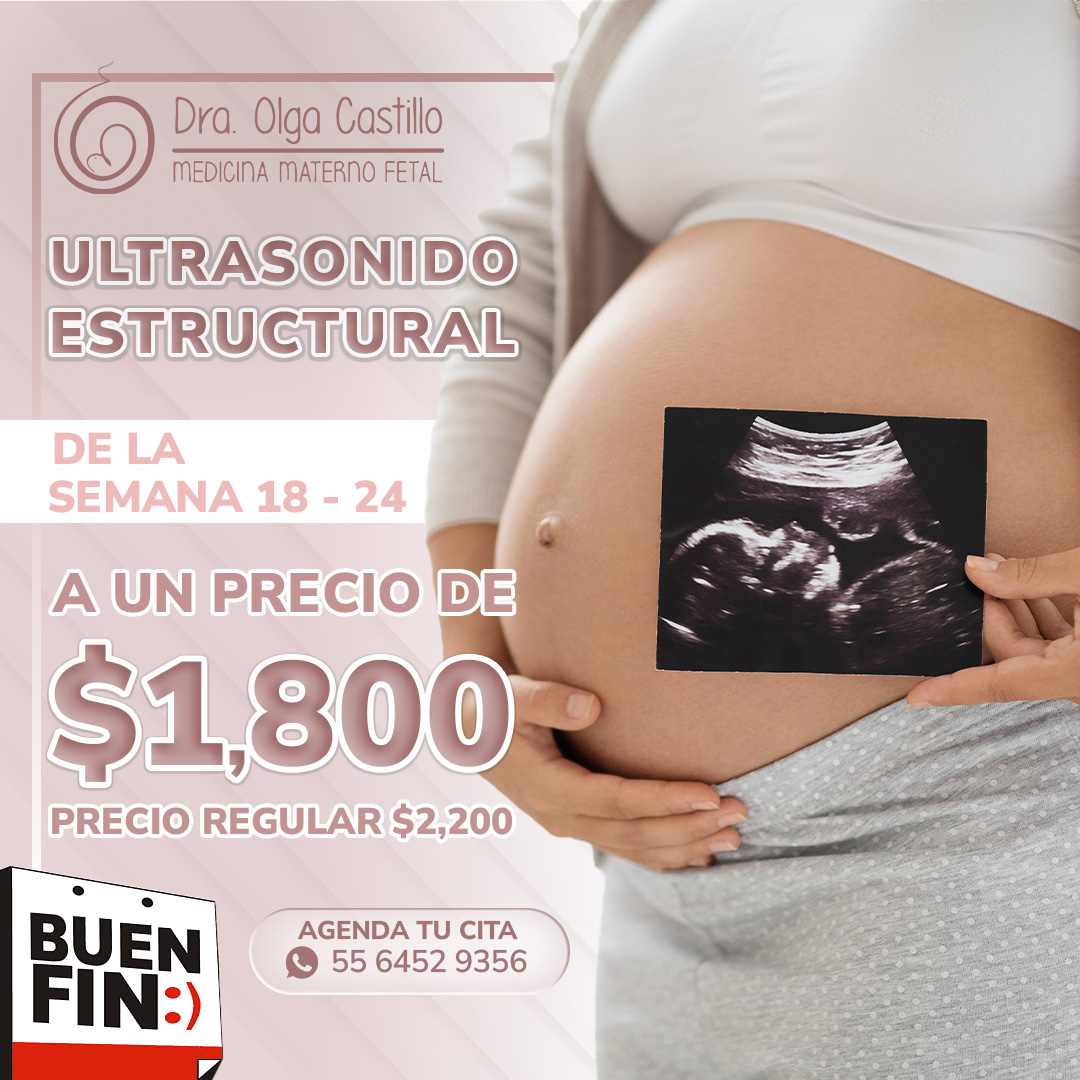 Dra. Olga Castillo
MEDICINA MATERNO FETAL
ULTRASONIDO
ESTRUCTURAL
DE LA
SEMANA 18 - 24
A UN PRECIO DE
$1,800
PRECIO REGULAR $2,200
BUEN
FIN:)
AGENDA TU CITA
55 6452 9356